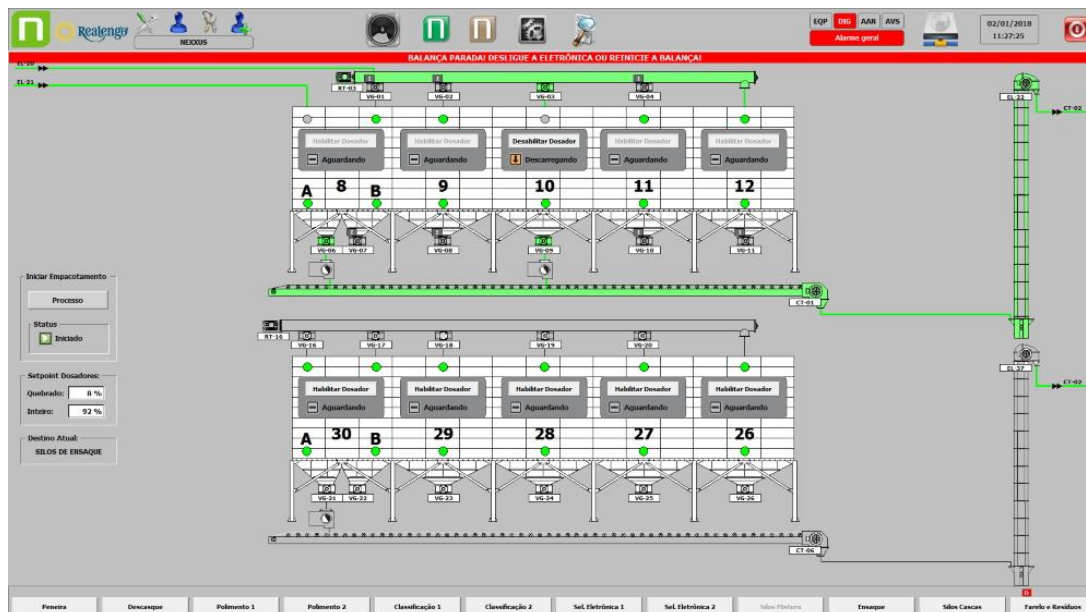 Realengo
NEXXUS
EQP DIG AAN AVS
Alarme geral
02/01/2018
11:27:25
BALANÇA PARADA! DESLIGUE A ELETRÔNICA OU REINICIE A BALANÇA!
EL-20
EL-21
RT-03
VG-01 VG-02 VG-03 VG-04
EL-22
CT-02
Habilitar Dosador Habilitar Dosador Desabilitar Dosador Habilitar Dosador Habilitar Dosador
Aguardando Aguardando Descarregando Aguardando Aguardando
A 8 B 9 10 11 12
VG-06 VG-07 VG-08 VG-09 VG-10 VG-11
CT-01
Iniciar Empacotamento
Processo
Status
Iniciado
Setpoint Dosadores:
Quebrado: 8 %
Inteiro: 92 %
Destino Atual:
SILOS DE ENSAQUE
RT-16
VG-16 VG-17 VG-18 VG-19 VG-20
EL-37
CT-02
Habilitar Dosador Habilitar Dosador Habilitar Dosador Habilitar Dosador Habilitar Dosador
Aguardando Aguardando Aguardando Aguardando Aguardando
A 30 B 29 28 27 26
VG-21 VG-22 VG-23 VG-24 VG-25 VG-26
CT-06
D
Peneira Descasque Polimento 1 Polimento 2 Classificação 1 Classificação 2 Sel. Eletrônica 1 Sel. Eletrônica 2 Silos Mistura Ensaque Silos Cascas Farelo e Resíduos